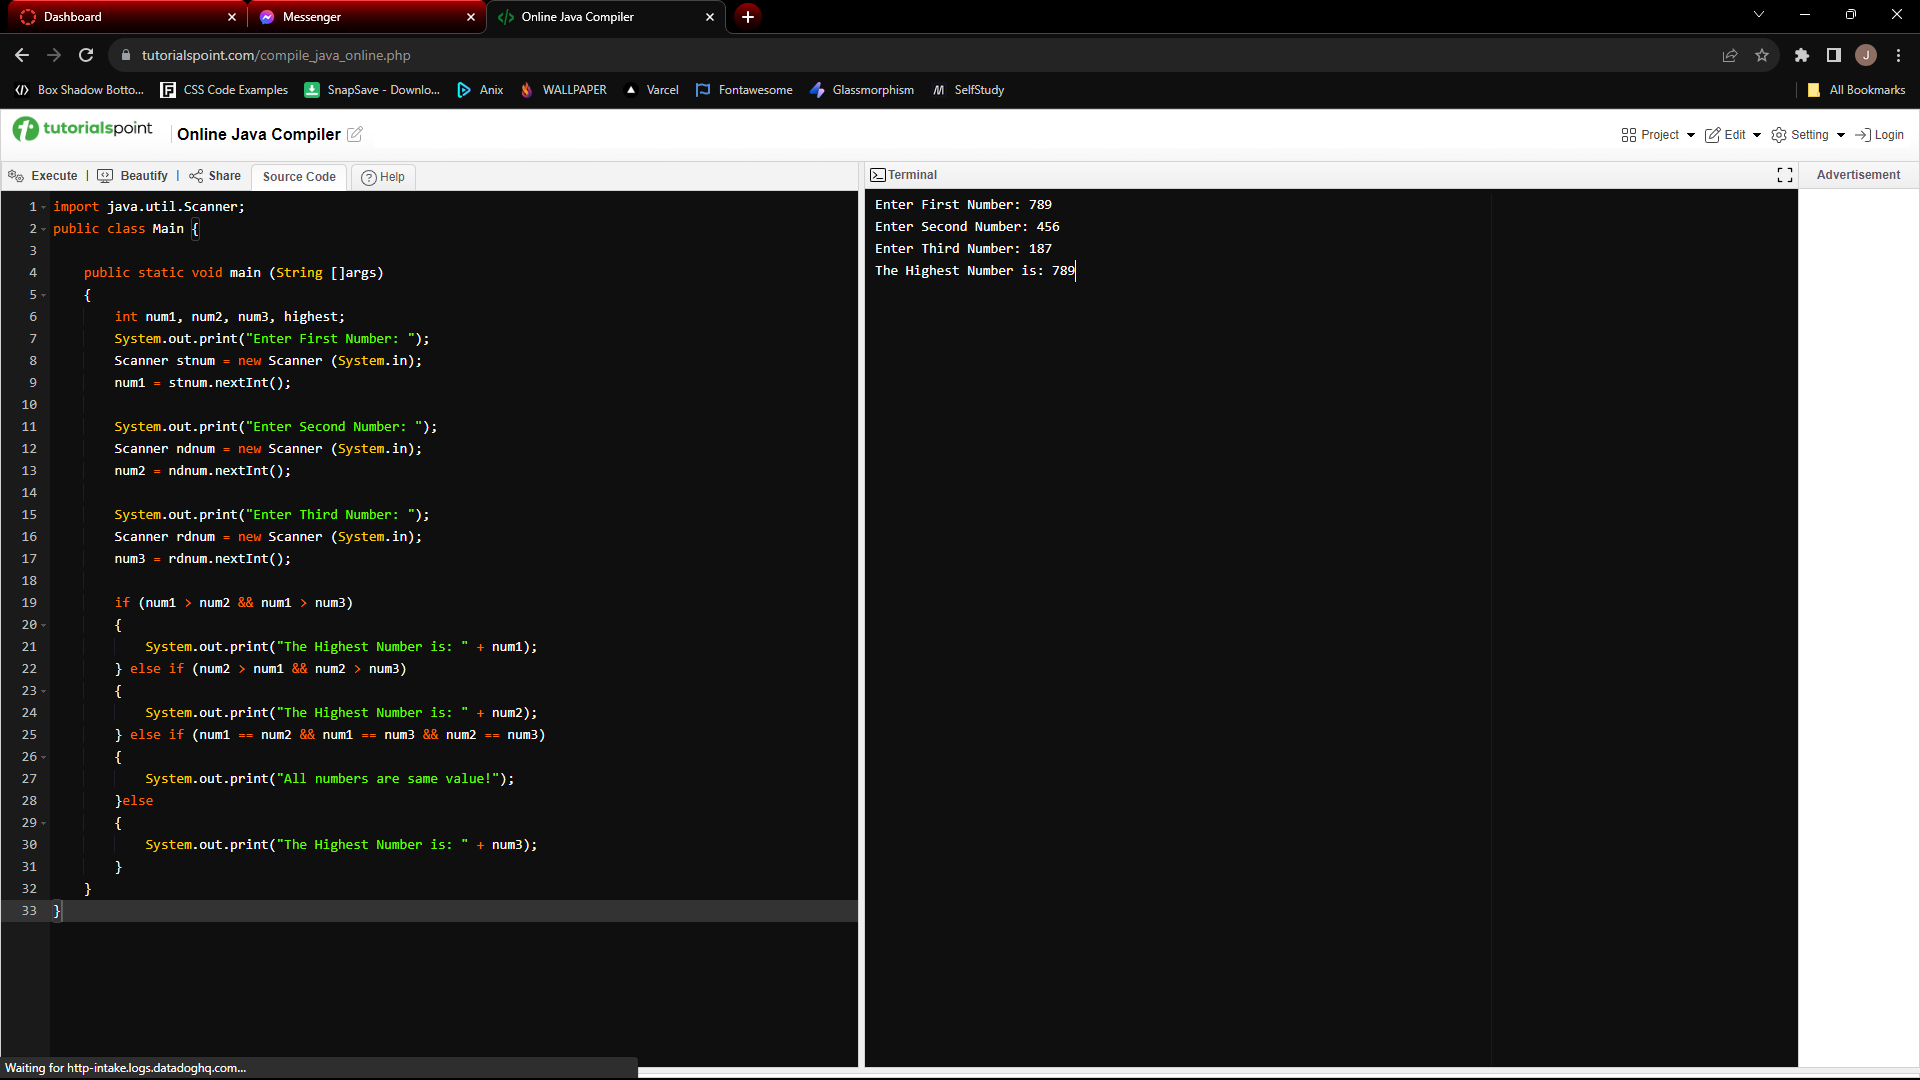 Dashboard
Messenger
Online Java Compiler
tutorialspoint.com/compile_java_online.php
J
Box Shadow Botto...
CSS Code Examples
SnapSave - Downlo...
Anix
WALLPAPER
Varcel
Fontawesome
Glassmorphism
SelfStudy
All Bookmarks
tutorialspoint
Online Java Compiler
Project
Edit
Setting
Login
Execute | Beautify | Share
Source Code
Help
1 import java.util.Scanner;
2 public class Main {
3
4 public static void main (String []args)
5 {
6 int num1, num2, num3, highest;
7 System.out.print("Enter First Number: ");
8 Scanner stnum = new Scanner (System.in);
9 num1 = stnum.nextInt();
10
11 System.out.print("Enter Second Number: ");
12 Scanner ndnum = new Scanner (System.in);
13 num2 = ndnum.nextInt();
14
15 System.out.print("Enter Third Number: ");
16 Scanner rdnum = new Scanner (System.in);
17 num3 = rdnum.nextInt();
18
19 if (num1 > num2 && num1 > num3)
20 {
21 System.out.print("The Highest Number is: " + num1);
22 } else if (num2 > num1 && num2 > num3)
23 {
24 System.out.print("The Highest Number is: " + num2);
25 } else if (num1 == num2 && num1 == num3 && num2 == num3)
26 {
27 System.out.print("All numbers are same value!");
28 }else
29 {
30 System.out.print("The Highest Number is: " + num3);
31 }
32 }
33 }
Terminal
Enter First Number: 789
Enter Second Number: 456
Enter Third Number: 187
The Highest Number is: 789
Advertisement
Waiting for http-intake.logs.datadoghq.com...